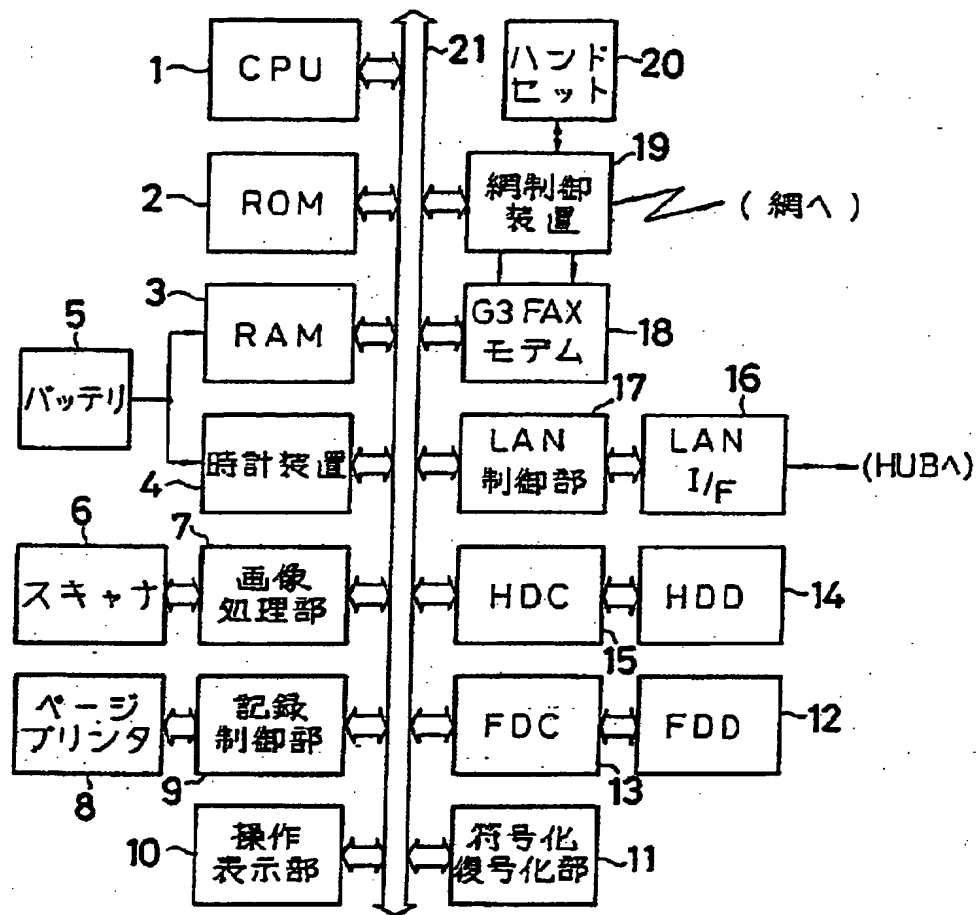 1
CPU
21
ハンド
セット
20
2
ROM
19
網制御
装置
(網へ)
3
RAM
G3 FAX
モデム
18
5
バッテリ
4
時計装置
17
LAN
制御部
16
LAN
I/F
(HUBへ)
6
スキャナ
7
画像
処理部
HDC
15
HDD
14
ページ
プリンタ
8
記録
制御部
9
FDC
13
FDD
12
10
操作
表示部
符号化
復号化部
11